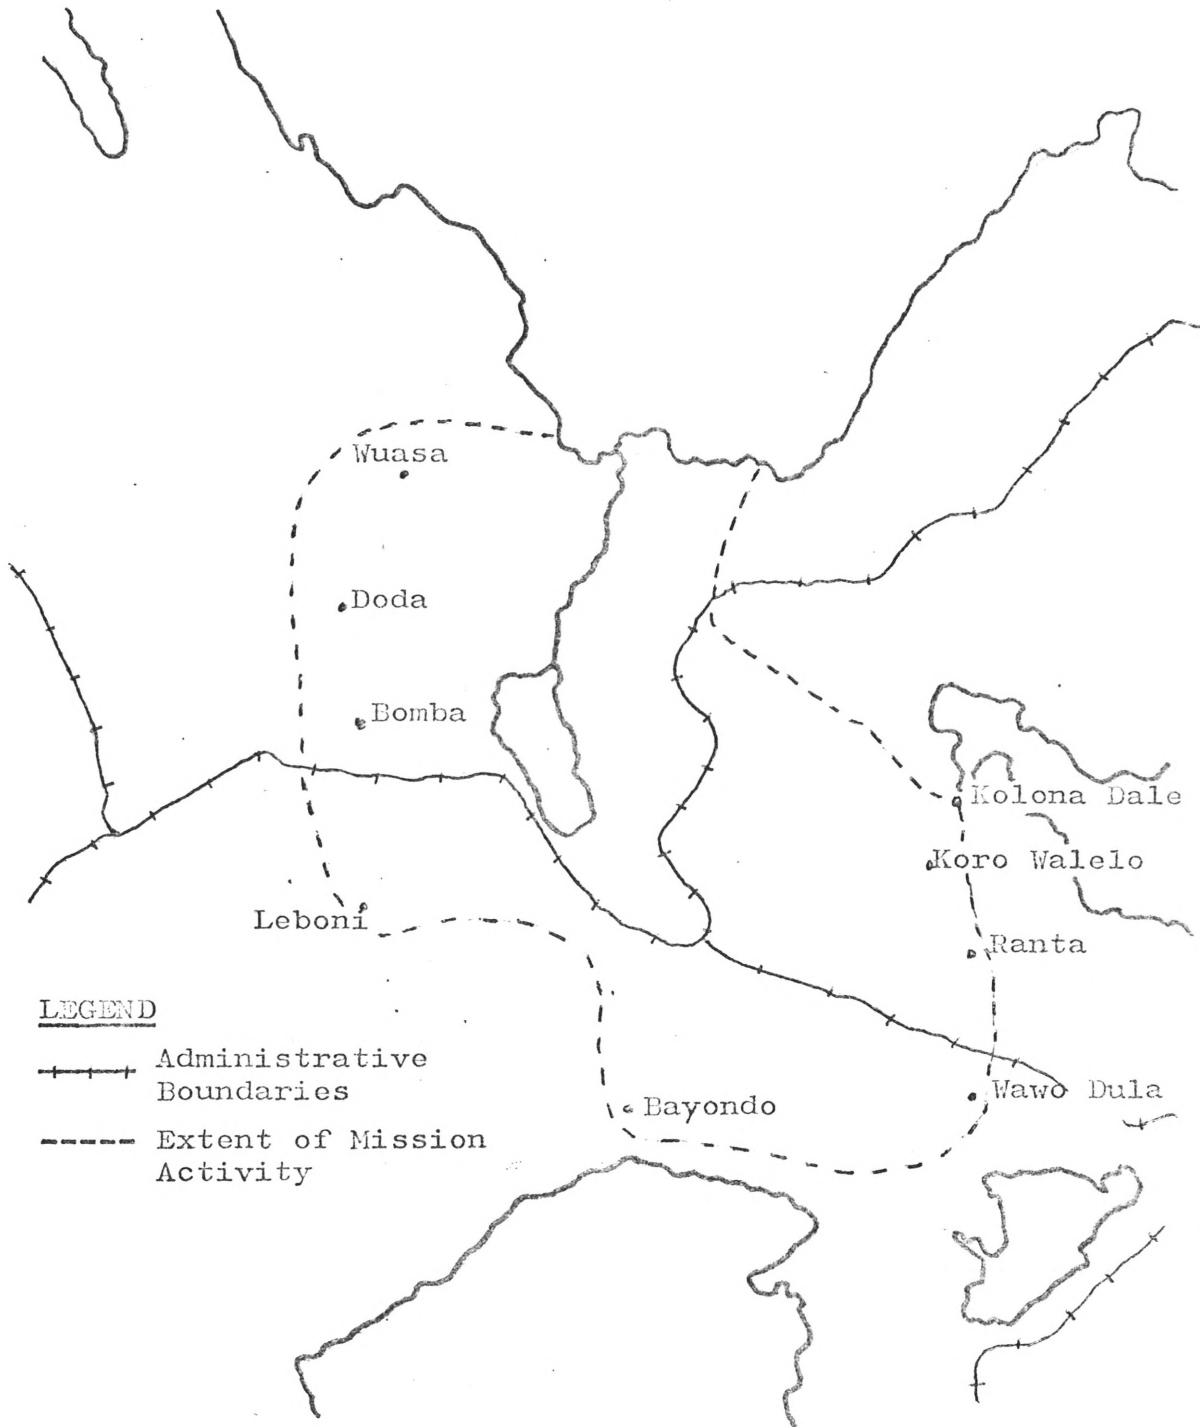 Wuasa
Doda
Bomba
Kolona Dale
Koro Walelo
Leboni
Ranta
LEGEND
Administrative
Boundaries
Wawo Dula
Bayondo
Extent of Mission
Activity